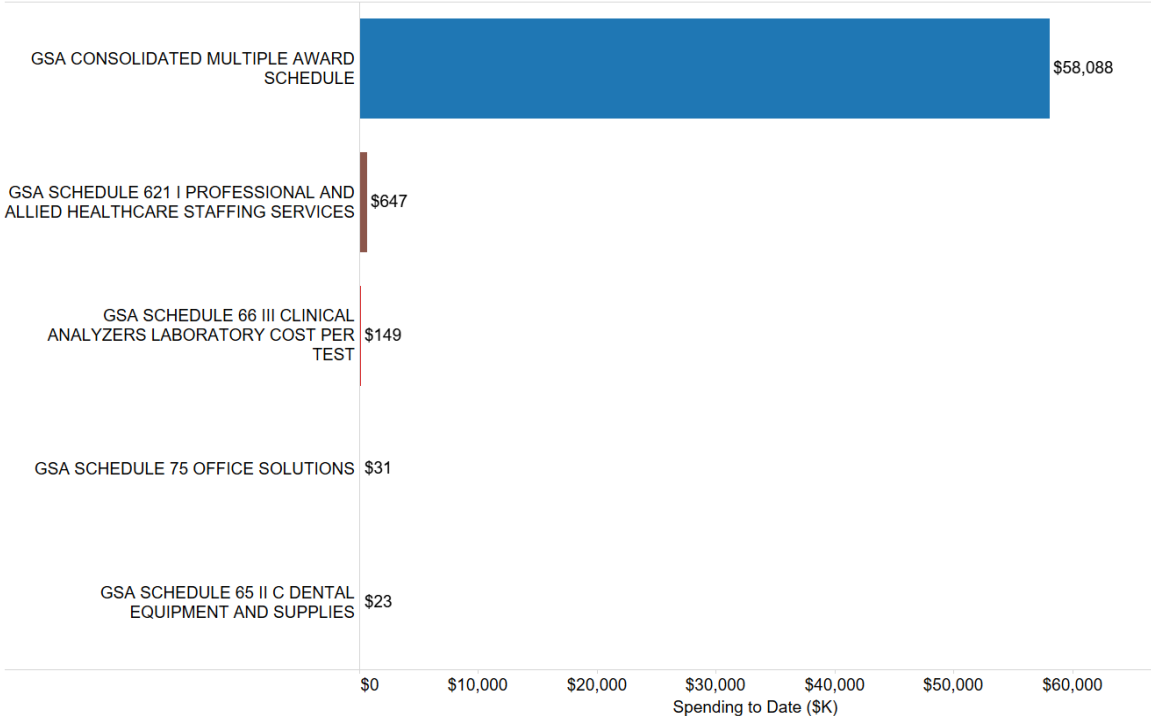 GSA CONSOLIDATED MULTIPLE AWARD
SCHEDULE
$58,088
GSA SCHEDULE 621 I PROFESSIONAL AND
ALLIED HEALTHCARE STAFFING SERVICES
$647
GSA SCHEDULE 66 III CLINICAL
ANALYZERS LABORATORY COST PER
TEST
$149
GSA SCHEDULE 75 OFFICE SOLUTIONS
$31
GSA SCHEDULE 65 II C DENTAL
EQUIPMENT AND SUPPLIES
$23
$0 $10,000 $20,000 $30,000 $40,000 $50,000 $60,000
Spending to Date ($K)